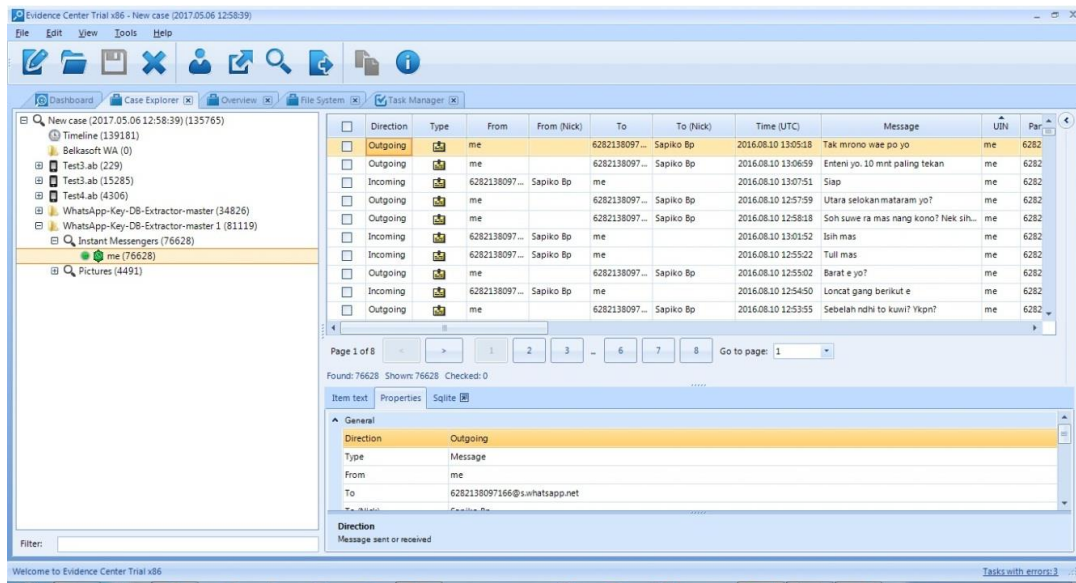 Evidence Center Trial x86 - New case (2017.05.06 12:58:39)
File Edit View Tools Help
Dashboard Case Explorer Overview File System Task Manager
New case (2017.05.06 12:58:39) (135765)
Timeline (139181)
Belkasoft WA (0)
Test3.ab (229)
Test3.ab (15285)
Test4.ab (4306)
WhatsApp-Key-DB-Extractor-master (34826)
WhatsApp-Key-DB-Extractor-master 1 (81119)
Instant Messengers (76628)
me (76628)
Pictures (4491)
Filter:
Direction Type From From (Nick) To To (Nick) Time (UTC) Message UIN Par
Outgoing me 6282138097... Sapiko Bp 2016.08.10 13:05:18 Tak mrono wae po yo me 6282
Outgoing me 6282138097... Sapiko Bp 2016.08.10 13:06:59 Enteni yo. 10 mnt paling tekan me 6282
Incoming 6282138097... Sapiko Bp me 2016.08.10 13:07:51 Siap me 6282
Outgoing me 6282138097... Sapiko Bp 2016.08.10 12:57:59 Utara selokan mataram yo? me 6282
Outgoing me 6282138097... Sapiko Bp 2016.08.10 12:58:18 Soh suwe ra mas nang kono? Nek sih... me 6282
Incoming 6282138097... Sapiko Bp me 2016.08.10 13:01:52 Isih mas me 6282
Incoming 6282138097... Sapiko Bp me 2016.08.10 12:55:22 Tull mas me 6282
Outgoing me 6282138097... Sapiko Bp 2016.08.10 12:55:02 Barat e yo? me 6282
Incoming 6282138097... Sapiko Bp me 2016.08.10 12:54:50 Loncat gang berikut e me 6282
Outgoing me 6282138097... Sapiko Bp 2016.08.10 12:53:55 Sebelah ndhi to kuwi? Ykpn? me 6282
Page 1 of 8 < > 1 2 3 ... 6 7 8 Go to page: 1
Found: 76628 Shown: 76628 Checked: 0
Item text Properties Sqlite
General
Direction Outgoing
Type Message
From me
To 6282138097166@s.whatsapp.net
To (Nick) Sapiko Bp
Direction
Message sent or received
Welcome to Evidence Center Trial x86 Tasks with errors:3